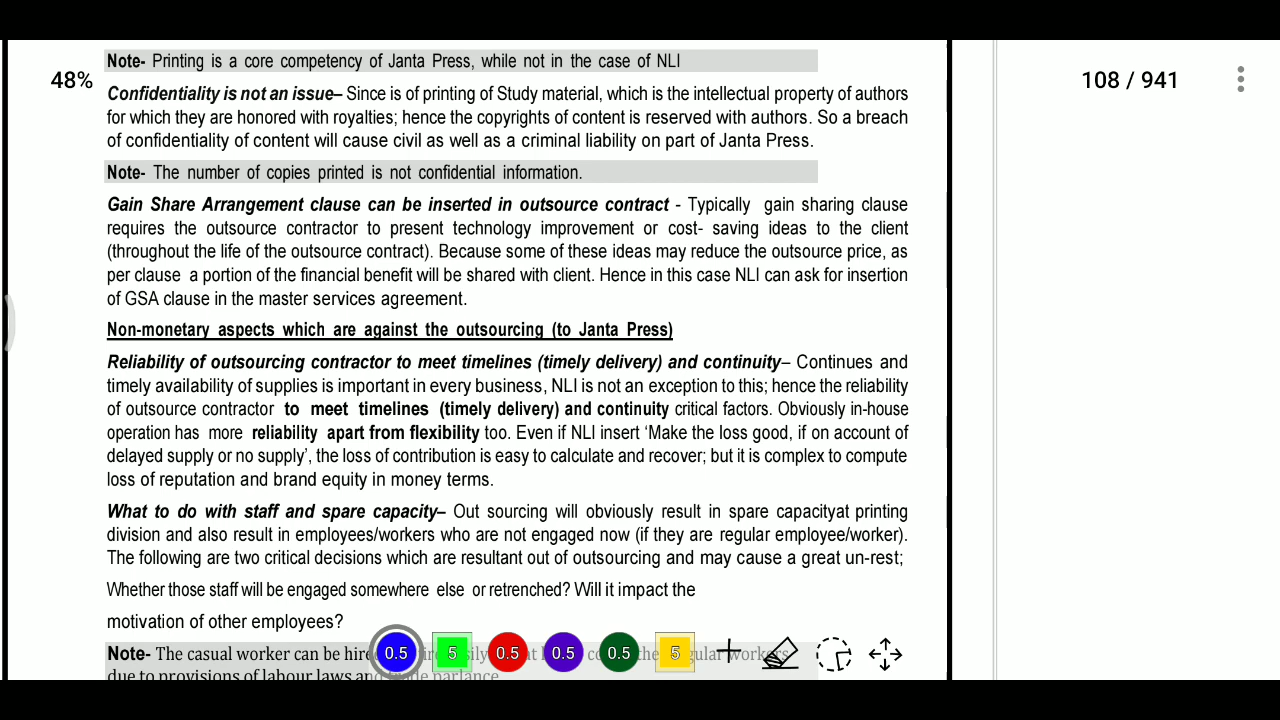 Note- Printing is a core competency of Janta Press, while not in the case of NLI
48%
108 / 941
Confidentiality is not an issue– Since is of printing of Study material, which is the intellectual property of authors
for which they are honored with royalties; hence the copyrights of content is reserved with authors. So a breach
of confidentiality of content will cause civil as well as a criminal liability on part of Janta Press.
Note- The number of copies printed is not confidential information.
Gain Share Arrangement clause can be inserted in outsource contract - Typically gain sharing clause
requires the outsource contractor to present technology improvement or cost- saving ideas to the client
(throughout the life of the outsource contract). Because some of these ideas may reduce the outsource price, as
per clause a portion of the financial benefit will be shared with client. Hence in this case NLI can ask for insertion
of GSA clause in the master services agreement.
Non-monetary aspects which are against the outsourcing (to Janta Press)
Reliability of outsourcing contractor to meet timelines (timely delivery) and continuity– Continues and
timely availability of supplies is important in every business, NLI is not an exception to this; hence the reliability
of outsource contractor to meet timelines (timely delivery) and continuity critical factors. Obviously in-house
operation has more reliability apart from flexibility too. Even if NLI insert ‘Make the loss good, if on account of
delayed supply or no supply’, the loss of contribution is easy to calculate and recover; but it is complex to compute
loss of reputation and brand equity in money terms.
What to do with staff and spare capacity– Out sourcing will obviously result in spare capacityat printing
division and also result in employees/workers who are not engaged now (if they are regular employee/worker).
The following are two critical decisions which are resultant out of outsourcing and may cause a great un-rest;
Whether those staff will be engaged somewhere else or retrenched? Will it impact the
motivation of other employees?
Note- The casual worker can be workers
due to provisions of labour laws and parlance
0.5 5 0.5 0.5 0.5 5